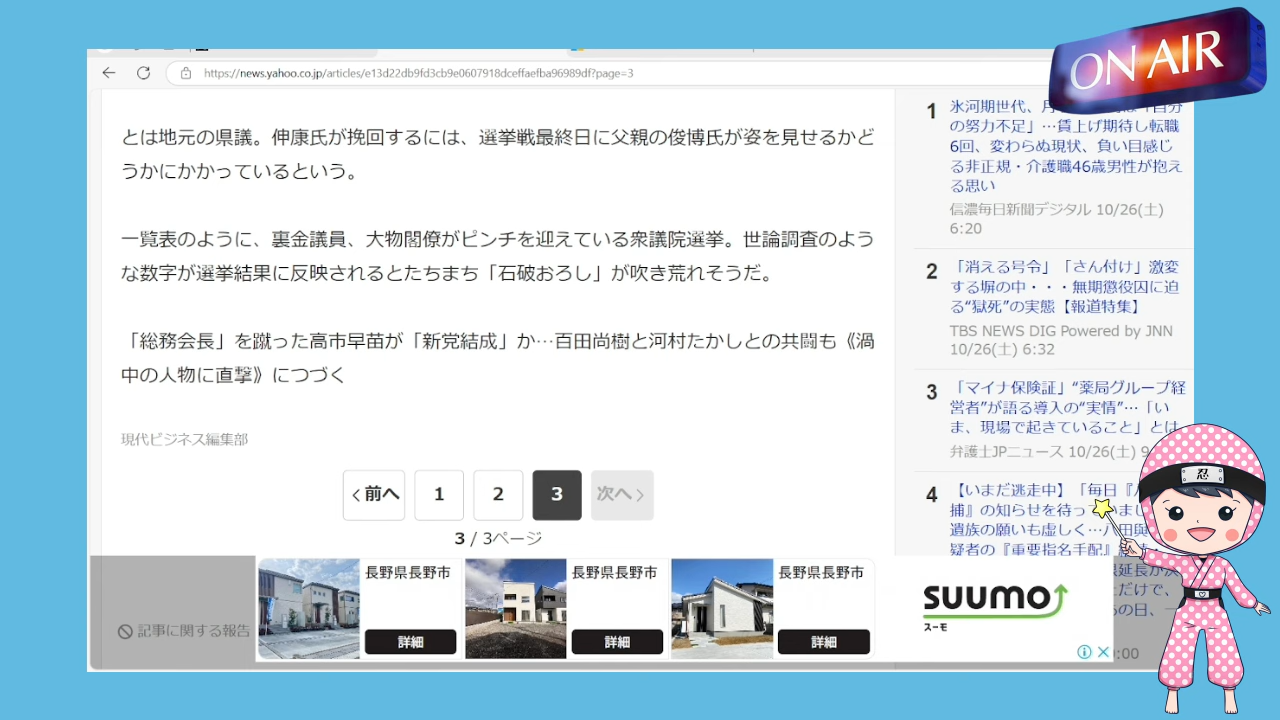 ON AIR
https://news.yahoo.co.jp/articles/e13d22db9fd3cb9e0607918dceffaefba96989df?page=3
とは地元の県議。伸康氏が挽回するには、選挙戦最終日に父親の俊博氏が姿を見せるかど
うかにかかっているという。
一覧表のように、裏金議員、大物閣僚がピンチを迎えている衆議院選挙。世論調査のよう
な数字が選挙結果に反映されるとたちまち「石破おろし」が吹き荒れそうだ。
「総務会長」を蹴った高市早苗が「新党結成」か…百田尚樹と河村たかしとの共闘も《渦
中の人物に直撃》につづく
現代ビジネス編集部
前へ 1 2 3 次へ
3 / 3ページ
記事に関する報告
1 氷河期世代、月
自分
の努力不足」…賃上げ期待し転職
6回、変わらぬ現状、負い目感じ
る非正規・介護職46歳男性が抱え
る思い
信濃毎日新聞デジタル 10/26(土)
6:20
2 「消える号令」「さん付け」激変
する塀の中・・・無期懲役囚に迫
る“獄死”の実態【報道特集】
TBS NEWS DIG Powered by JNN
10/26(土) 6:32
3 「マイナ保険証」“薬局グループ経
営者”が語る導入の“実情”…「い
ま、現場で起きていること」とは
弁護士JPニュース 10/26(土) 9
4 【いまだ逃走中】「毎日『
捕』の知らせを待って
遺族の願いも虚しく…八田與
疑者の『重要指名手配』
だけで、
の日、
:00
長野県長野市
詳細
長野県長野市
詳細
長野県長野市
詳細
suumo
スーモ
忍